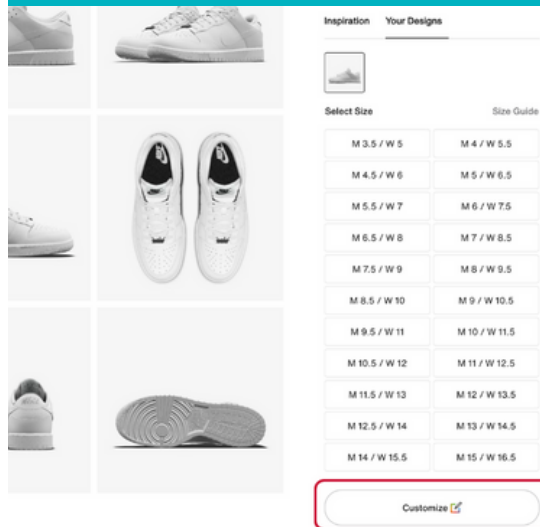 Inspiration Your Designs
Select Size Size Guide
M 3.5 / W 5 M 4 / W 5.5
M 4.5 / W 6 M 5 / W 6.5
M 5.5 / W 7 M 6 / W 7.5
M 6.5 / W 8 M 7 / W 8.5
M 7.5 / W 9 M 8 / W 9.5
M 8.5 / W 10 M 9 / W 10.5
M 9.5 / W 11 M 10 / W 11.5
M 10.5 / W 12 M 11 / W 12.5
M 11.5 / W 13 M 12 / W 13.5
M 12.5 / W 14 M 13 / W 14.5
M 14 / W 15.5 M 15 / W 16.5
Customize